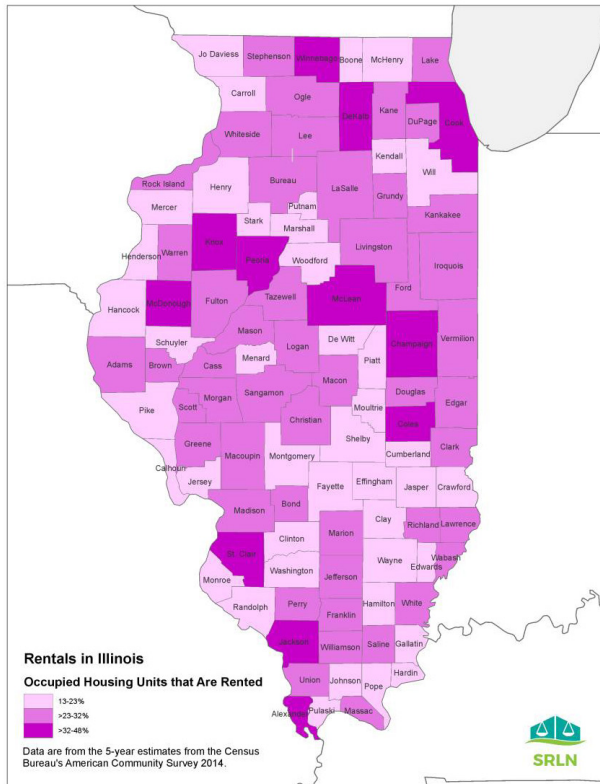 Jo Daviess
Stephenson
Winnebago
Boone
McHenry
Lake
Carroll
Ogle
DeKalb
Kane
Cook
DuPage
Whiteside
Lee
Kendall
Will
Rock Island
Henry
Bureau
LaSalle
Grundy
Mercer
Putnam
Kankakee
Stark
Marshall
Knox
Livingston
Henderson
Warren
Peoria
Woodford
Iroquois
McDonough
Fulton
Tazewell
McLean
Ford
Hancock
Mason
Schuyler
Logan
De Witt
Champaign
Vermilion
Adams
Brown
Cass
Menard
Piatt
Macon
Douglas
Scott
Morgan
Sangamon
Moultrie
Edgar
Pike
Christian
Coles
Greene
Shelby
Clark
Macoupin
Montgomery
Cumberland
Calhoun
Jersey
Fayette
Effingham
Jasper
Crawford
Madison
Bond
Clay
Richland
Lawrence
Clinton
Marion
St. Clair
Wayne
Edwards
Wabash
Washington
Monroe
Jefferson
Randolph
Perry
Hamilton
White
Franklin
Jackson
Williamson
Saline
Gallatin
Union
Johnson
Pope
Hardin
Alexander
Pulaski
Massac
Rentals in Illinois
Occupied Housing Units that Are Rented
13-23%
>23-32%
>32-48%
Data are from the 5-year estimates from the Census
Bureau's American Community Survey 2014.
SRLN